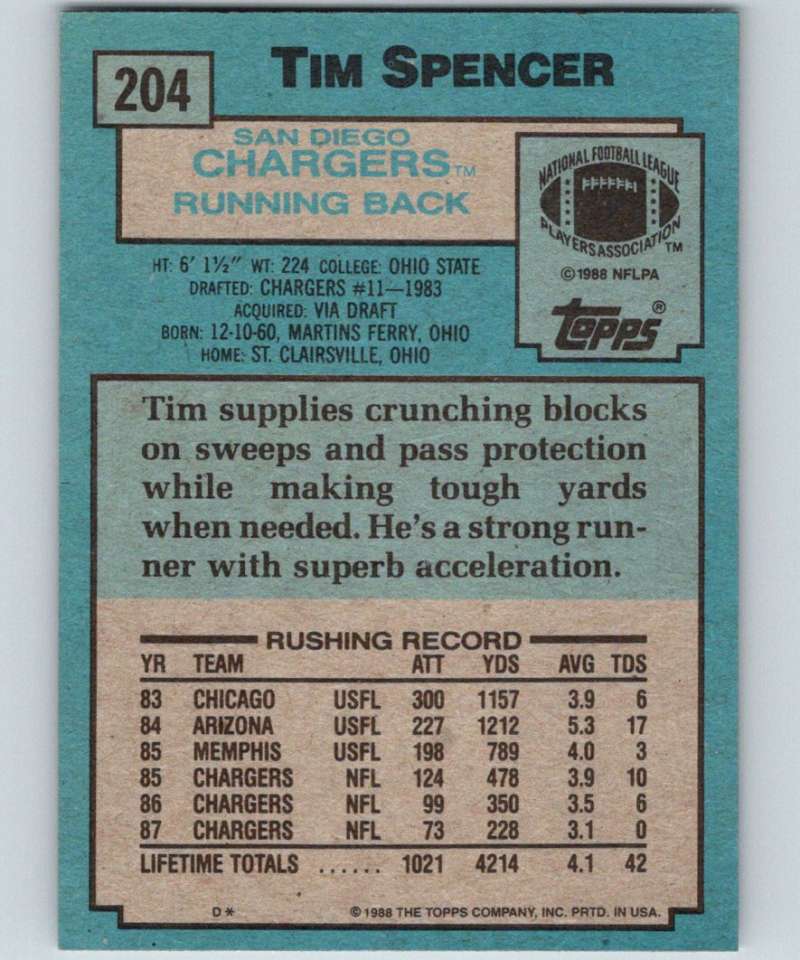 204
TIM SPENCER
SAN DIEGO
CHARGERS™
RUNNING BACK
NATIONAL FOOTBALL LEAGUE
PLAYERS ASSOCIATION™
©1988 NFLPA
topps®
HT: 6' 1½" WT: 224 COLLEGE: OHIO STATE
DRAFTED: CHARGERS #11—1983
ACQUIRED: VIA DRAFT
BORN: 12-10-60, MARTINS FERRY, OHIO
HOME: ST. CLAIRSVILLE, OHIO
Tim supplies crunching blocks
on sweeps and pass protection
while making tough yards
when needed. He's a strong run-
ner with superb acceleration.
RUSHING RECORD
YR TEAM ATT YDS AVG TDS
83 CHICAGO USFL 300 1157 3.9 6
84 ARIZONA USFL 227 1212 5.3 17
85 MEMPHIS USFL 198 789 4.0 3
85 CHARGERS NFL 124 478 3.9 10
86 CHARGERS NFL 99 350 3.5 6
87 CHARGERS NFL 73 228 3.1 0
LIFETIME TOTALS ...... 1021 4214 4.1 42
D* ©1988 THE TOPPS COMPANY, INC. PRTD. IN USA.